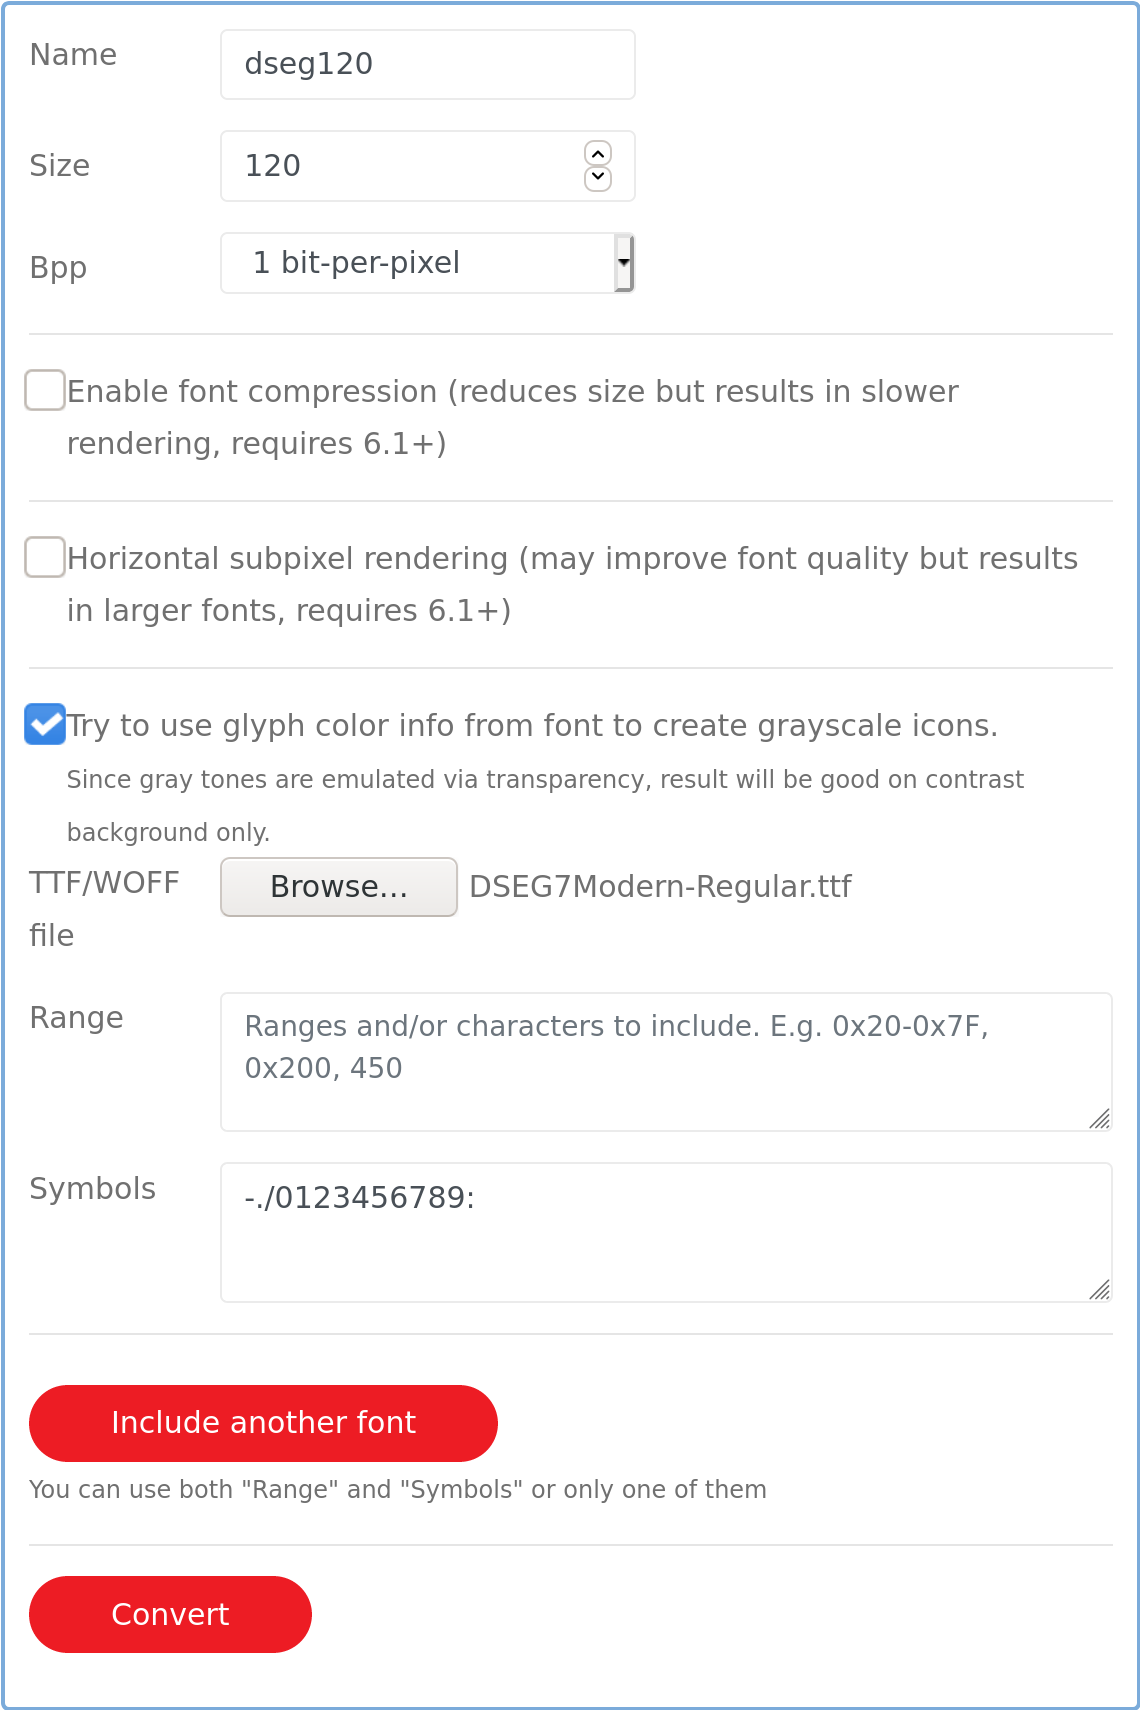 Name
dseg120
Size
120
Bpp
1 bit-per-pixel
Enable font compression (reduces size but results in slower
rendering, requires 6.1+)
Horizontal subpixel rendering (may improve font quality but results
in larger fonts, requires 6.1+)
Try to use glyph color info from font to create grayscale icons.
Since gray tones are emulated via transparency, result will be good on contrast
background only.
TTF/WOFF
file
Browse...
DSEG7Modern-Regular.ttf
Range
Ranges and/or characters to include. E.g. 0x20-0x7F,
0x200, 450
Symbols
-./0123456789:
Include another font
You can use both "Range" and "Symbols" or only one of them
Convert